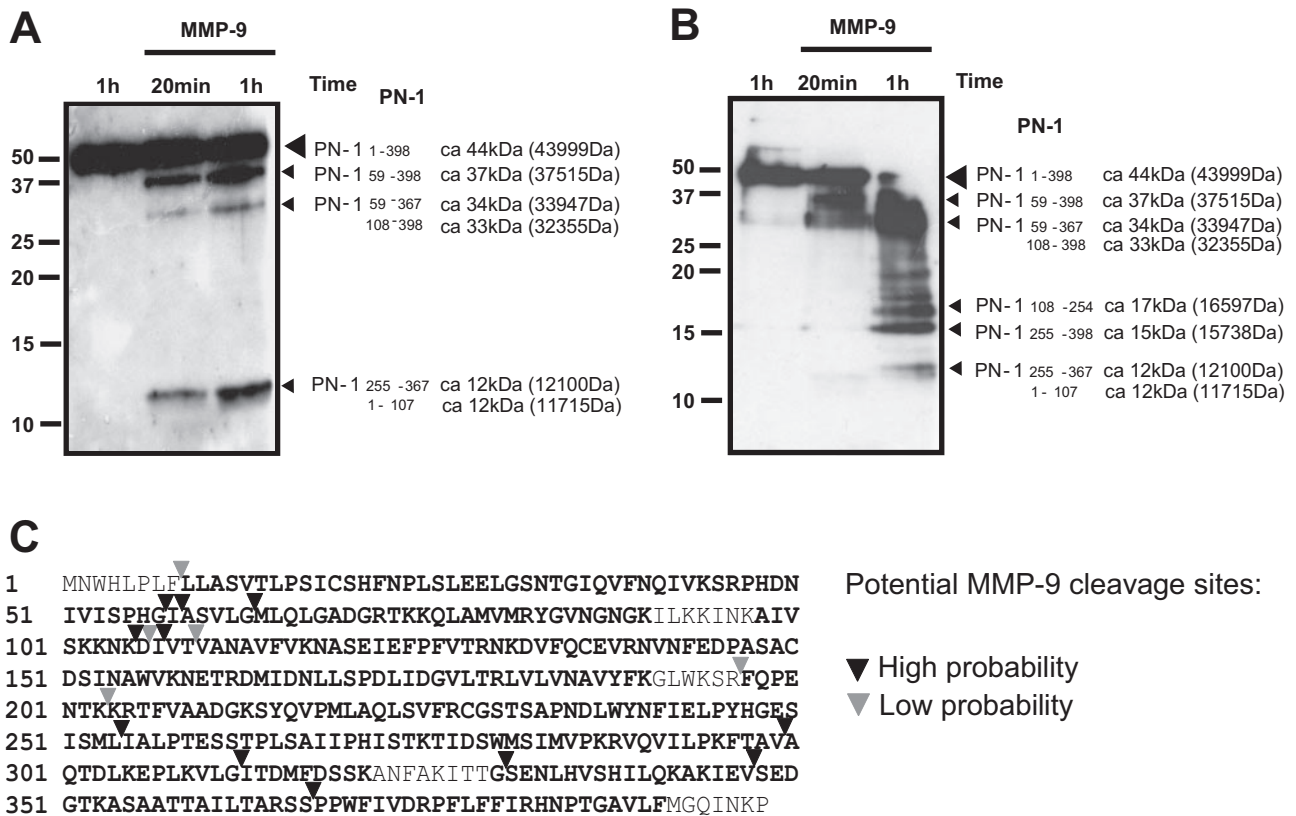 A
MMP-9
1h 20min 1h Time
PN-1
50
37
25
20
15
10
PN-1 1-398 ca 44kDa (43999Da)
PN-1 59-398 ca 37kDa (37515Da)
PN-1 59-367 ca 34kDa (33947Da)
108-398 ca 33kDa (32355Da)
PN-1 255-367 ca 12kDa (12100Da)
1-107 ca 12kDa (11715Da)
B
MMP-9
1h 20min 1h Time
PN-1
50
37
25
20
15
10
PN-1 1-398 ca 44kDa (43999Da)
PN-1 59-398 ca 37kDa (37515Da)
PN-1 59-367 ca 34kDa (33947Da)
108-398 ca 33kDa (32355Da)
PN-1 108-254 ca 17kDa (16597Da)
PN-1 255-398 ca 15kDa (15738Da)
PN-1 255-367 ca 12kDa (12100Da)
1-107 ca 12kDa (11715Da)
C
1 MNWHLPLFLLASVTLPSICSHFNPLSLEELGSNTGIQVFNQIVKSRPHDN
51 IVISPHGIASVLGMLQLGADGRTKKQLAMVMRYGVNGNGKILKKINKAIV
101 SKKNKDIVTVANAVFVKNASEIEFPFVTRNKDVFQCEVRNVNFEDPASAC
151 DSINAWVKNETRDMIDNLLSPDLIDGVLTRLVLVNAVYFKGLWKSRFQPE
201 NTKKRTFVAADGKSYQVPMLAQLSVFRCGSTSAPNDLWYNFIELPYHGES
251 ISMLIALPTESSTPLSAIIPHISTKTIDSWMSIMVPKRVQVILPKFTAVA
301 QTDLKEPLKVLGITDMFDSSKANFAKITTGSENLHVSHILQKAKIEVSED
351 GTKASAATTAILTARSSPPWFIVDRPFLFFIRHNPTGAVLFMGQINKP
Potential MMP-9 cleavage sites:
High probability
Low probability